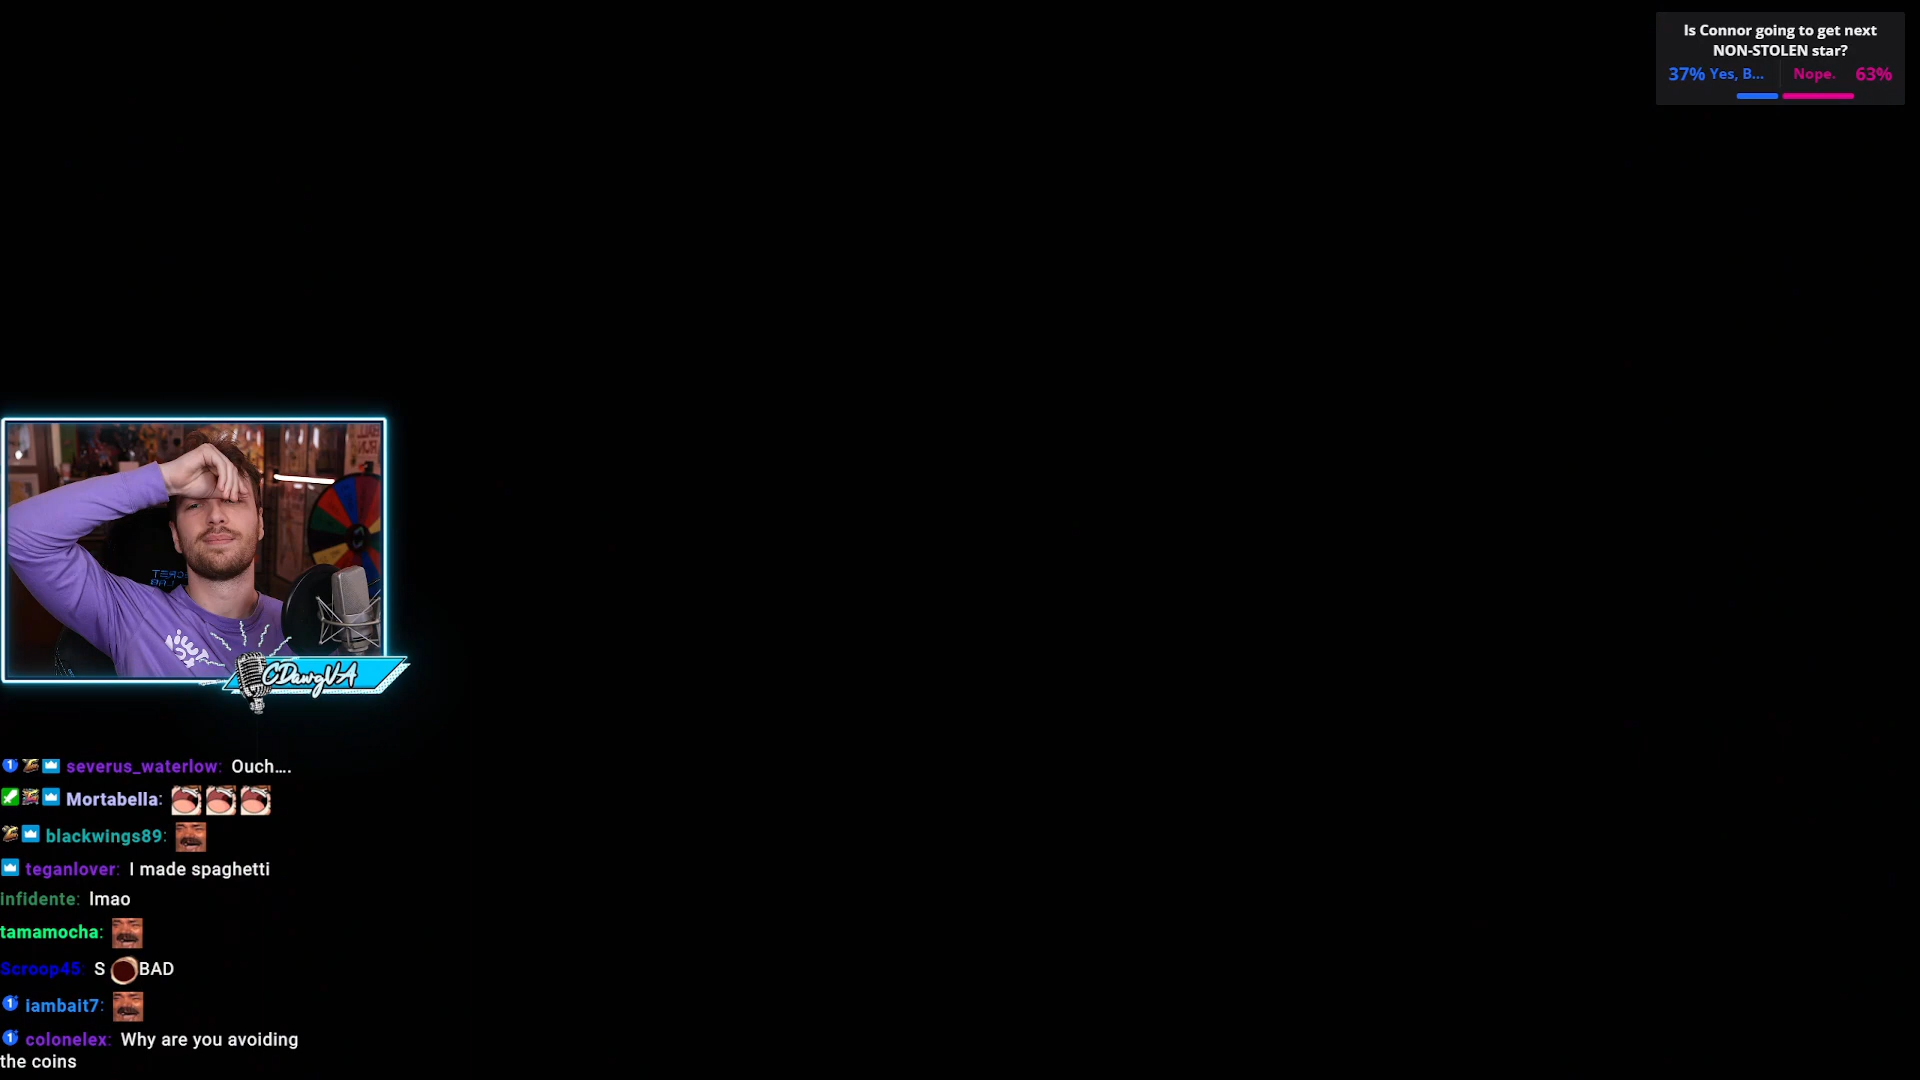 Is Connor going to get next
NON-STOLEN star?
37% Yes, B... Nope. 63%
CDawgVA
severus_waterlow: Ouch....
Mortabella:
blackwings89:
teganlover: I made spaghetti
infidente: lmao
tamamocha:
Scroop45: S BAD
iambait7:
colonelex: Why are you avoiding
the coins